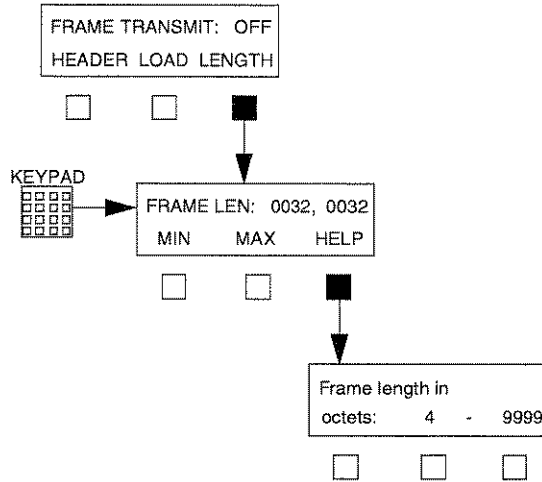 FRAME TRANSMIT: OFF
HEADER LOAD LENGTH
KEYPAD
FRAME LEN: 0032, 0032
MIN MAX HELP
Frame length in
octets: 4 - 9999